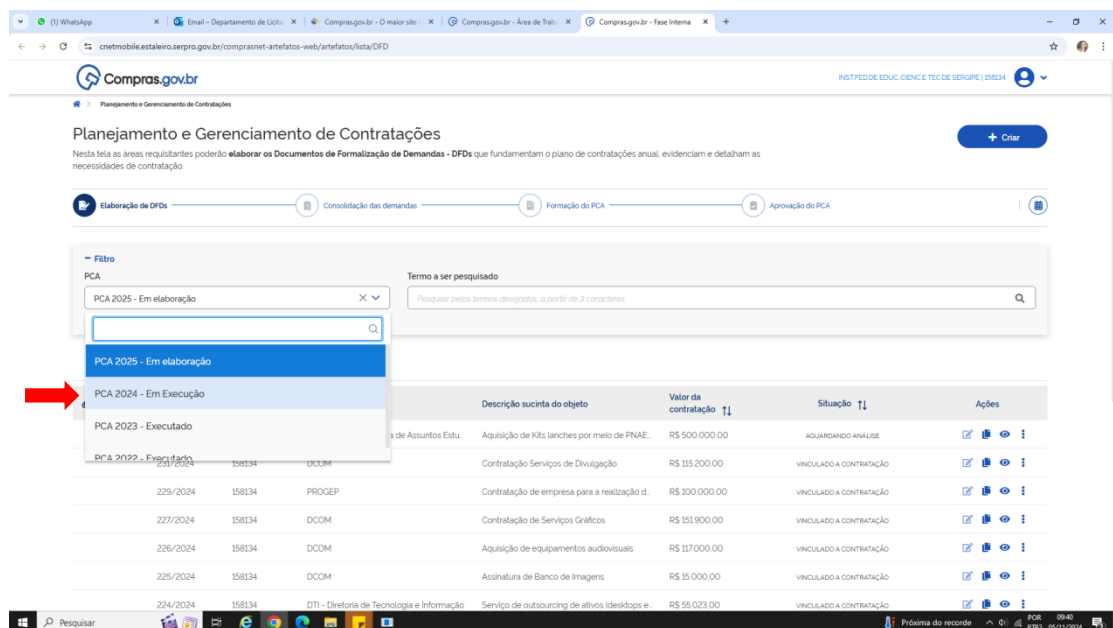 (1) WhatsApp
Email – Departamento de Licita
Compras.gov.br - O maior site
Compras.gov.br - Área de Trab
Compras.gov.br - Fase Interna
cnetmobile.estaleiro.serpro.gov.br/comprasnet-artefatos-web/artefatos/lista/DFD
Compras.gov.br
INST.FED.DE EDUC.,CIENC.E TEC.DE SERGIPE | 158134
Planejamento e Gerenciamento de Contratações
Planejamento e Gerenciamento de Contratações
+ Criar
Nesta tela as áreas requisitantes poderão elaborar os Documentos de Formalização de Demandas - DFDs que fundamentam o plano de contratações anual, evidenciam e detalham as
necessidades de contratação.
Elaboração de DFDs
Consolidação das demandas
Formação do PCA
Aprovação do PCA
Filtro
PCA
Termo a ser pesquisado
PCA 2025 - Em elaboração
Pesquise pelos termos desejados, a partir de 3 caracteres
PCA 2025 - Em elaboração
PCA 2024 - Em Execução
PCA 2023 - Executado
PCA 2022 - Executado
Descrição sucinta do objeto
Valor da
contratação
Situação
Ações
a de Assuntos Estu.. Aquisição de Kits lanches por meio de PNAE.. R$ 500.000,00 AGUARDANDO ANÁLISE
231/2024 158134 DCOM Contratação Serviços de Divulgação R$ 115.200,00 VINCULADO A CONTRATAÇÃO
229/2024 158134 PROGEP Contratação de empresa para a realização d.. R$ 100.000,00 VINCULADO A CONTRATAÇÃO
227/2024 158134 DCOM Contratação de Serviços Gráficos R$ 151.900,00 VINCULADO A CONTRATAÇÃO
226/2024 158134 DCOM Aquisição de equipamentos audiovisuais R$ 117.000,00 VINCULADO A CONTRATAÇÃO
225/2024 158134 DCOM Assinatura de Banco de Imagens R$ 15.000,00 VINCULADO A CONTRATAÇÃO
224/2024 158134 DTI - Diretoria de Tecnologia e Informação Serviço de outsourcing de ativos (desktops e.. R$ 55.023,00 VINCULADO A CONTRATAÇÃO
Pesquisar
Próxima do recorde
POR
09:40
PTB2
05/11/2024